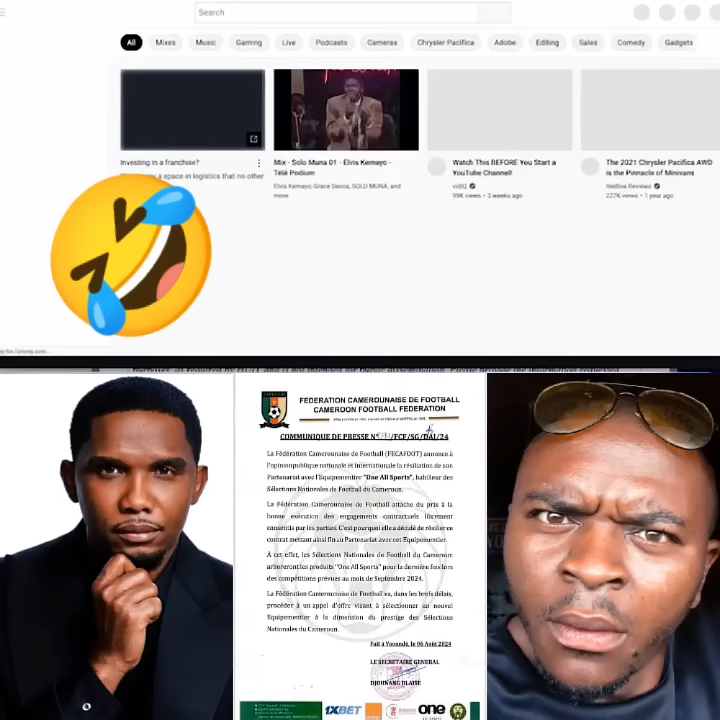 Search
All Mixes Music Gaming Live Podcasts Cameras Chrysler Pacifica Adobe Editing Sales Comedy Gadgets
Investing in a franchise?
a space in logistics that no other
Mix - Solo Muna 01 - Elvis Kemayo -
Télé Podium
Elvis Kemayo, Grace Decca, SOLO MUNA, and
more
Watch This BEFORE You Start a
YouTube Channel!
vidIQ
99K views • 3 weeks ago
The 2021 Chrysler Pacifica AWD
is the Pinnacle of Minivans
Redline Reviews
227K views • 1 year ago
FEDERATION CAMEROUNAISE DE FOOTBALL
CAMEROON FOOTBALL FEDERATION
COMMUNIQUE DE PRESSE N° /FCF/SG/DAJ/24
La Fédération Camerounaise de Football (FECAFOOT) annonce à
l'opinion publique nationale et internationale la résiliation de son
Partenariat avec l'Equipementier "One All Sports", habilleur des
Sélections Nationales de Football du Cameroun.
La Fédération Camerounaise de Football attache du prix à la
bonne exécution des engagements contractuels librement
consentis par les parties. C'est pourquoi elle a décidé de résilier ce
contrat mettant ainsi fin au Partenariat avec cet Equipementier.
À cet effet, les Sélections Nationales de Football du Cameroun
arboreront les produits "One All Sports" pour la dernière fois lors
des compétitions prévues au mois de Septembre 2024.
La Fédération Camerounaise de Football va, dans les brefs délais,
procéder à un appel d'offre visant à sélectionner un nouvel
Equipementier à la dimension du prestige des Sélections
Nationales du Cameroun.
Fait à Yaoundé, le 06 Août 2024
LE SECRETAIRE GENERAL
DJOUNANG BLAISE
1XBET
one